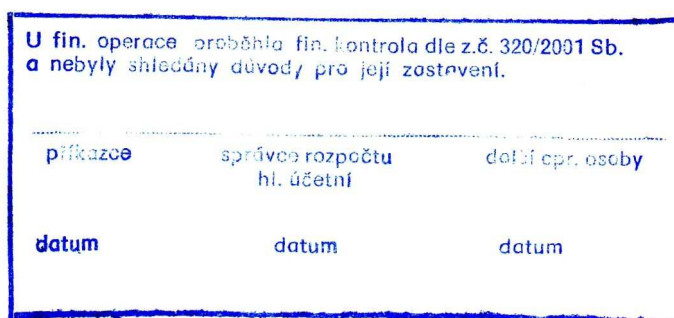 U fin. operace proběhla fin. kontrola dle z.č. 320/2001 Sb.
a nebyly shledány důvody pro její zastavení.
příkazce správce rozpočtu další opr. osoby
hl. účetní
datum datum datum